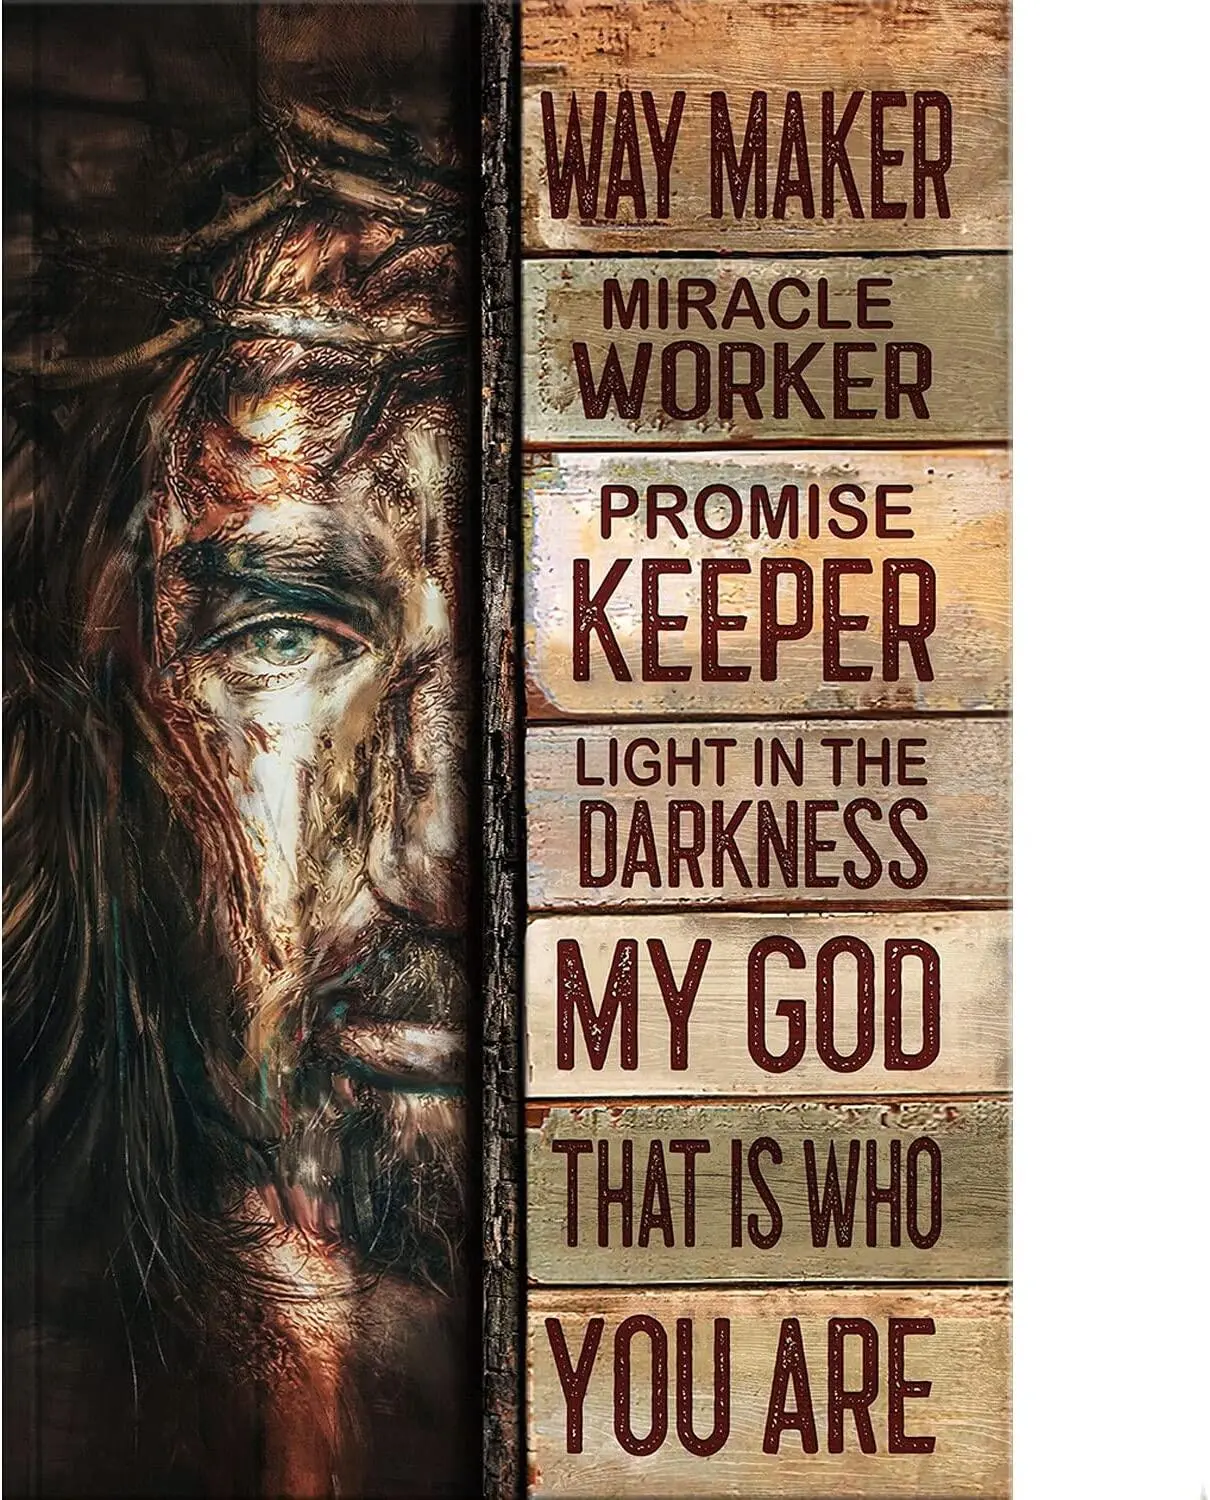 WAY MAKER
MIRACLE
WORKER
PROMISE
KEEPER
LIGHT IN THE
DARKNESS
MY GOD
THAT IS WHO
YOU ARE